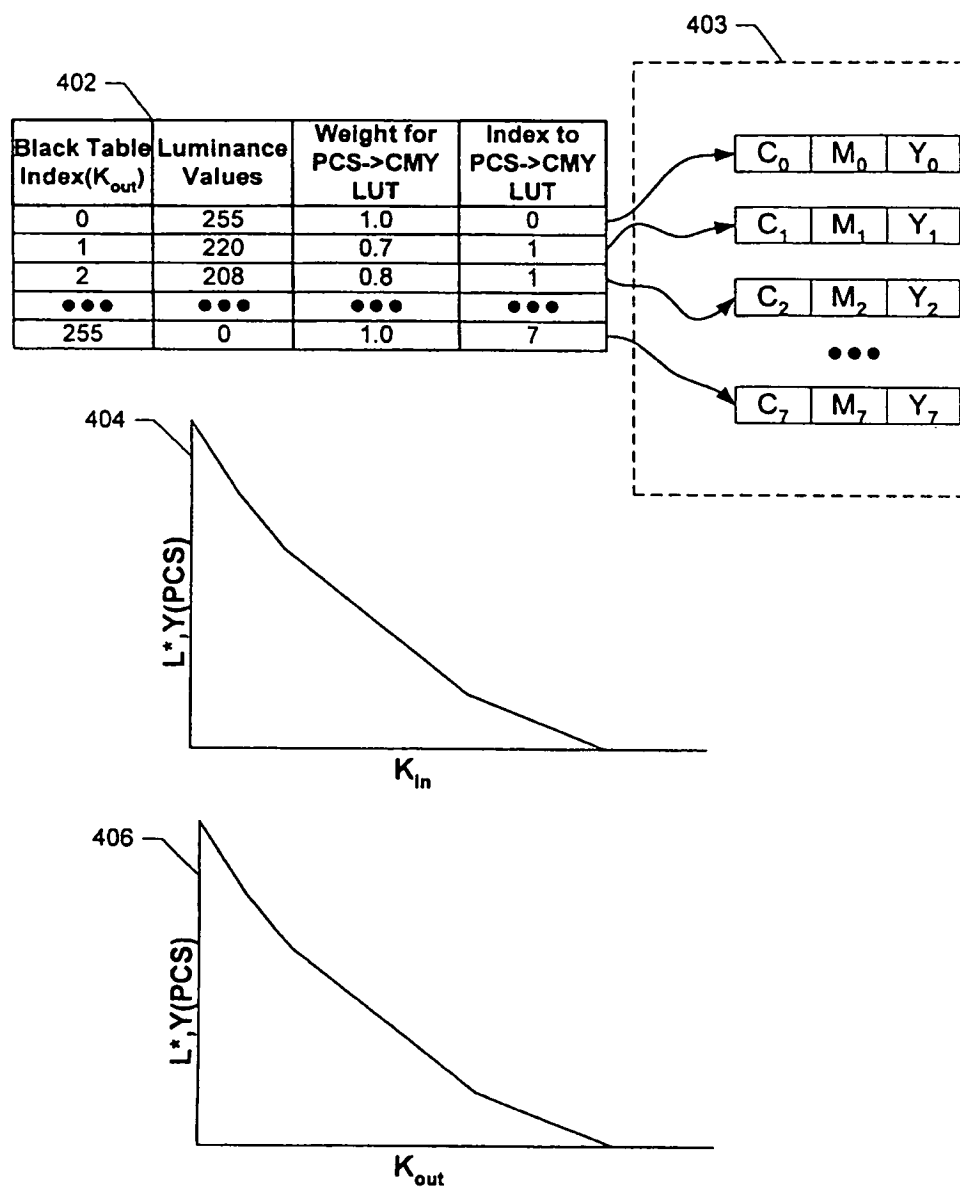 403
402
Black Table Index(Kout) Luminance Values Weight for PCS->CMY LUT Index to PCS->CMY LUT
0 255 1.0 0
1 220 0.7 1
2 208 0.8 1
●●● ●●● ●●● ●●●
255 0 1.0 7
C0 M0 Y0
C1 M1 Y1
C2 M2 Y2
●●●
C7 M7 Y7
404
L*,Y(PCS)
KIn
406
L*,Y(PCS)
Kout